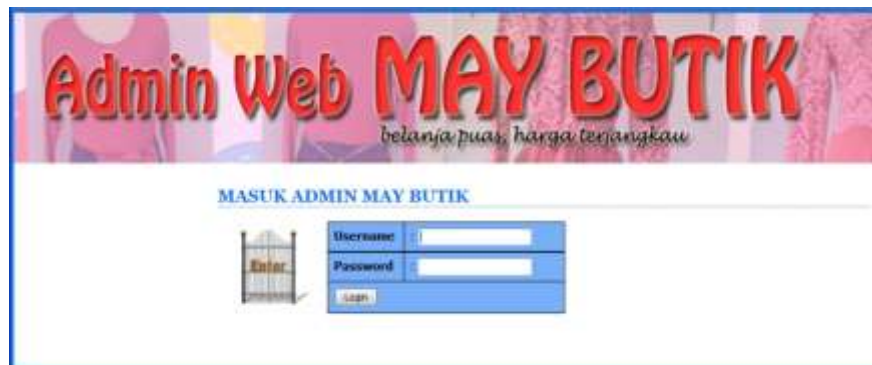 Admin Web MAY BUTIK
belanja puas, harga terjangkau
MASUK ADMIN MAY BUTIK
Enter
Username :
Password :
Login